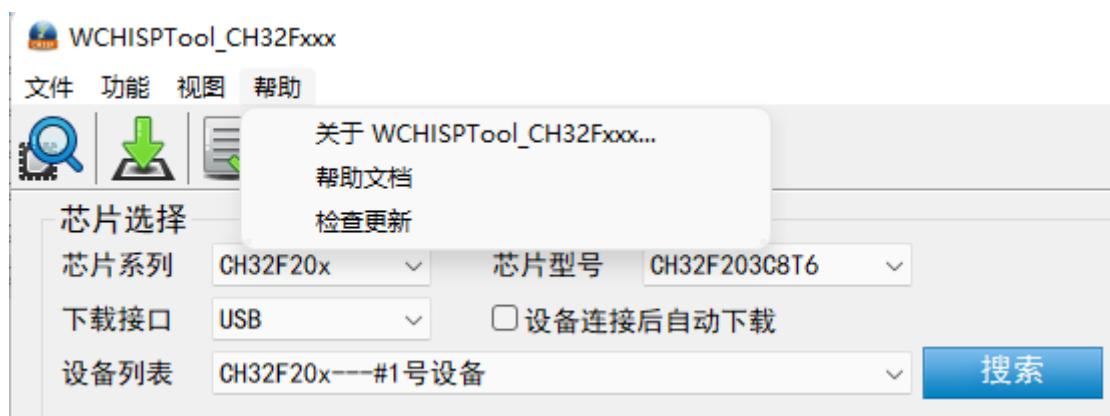 WCHISPTool_CH32Fxxx
文件 功能 视图 帮助
关于 WCHISPTool_CH32Fxxx...
帮助文档
检查更新
芯片选择
芯片系列 CH32F20x 芯片型号 CH32F203C8T6
下载接口 USB 设备连接后自动下载
设备列表 CH32F20x---#1号设备 搜索